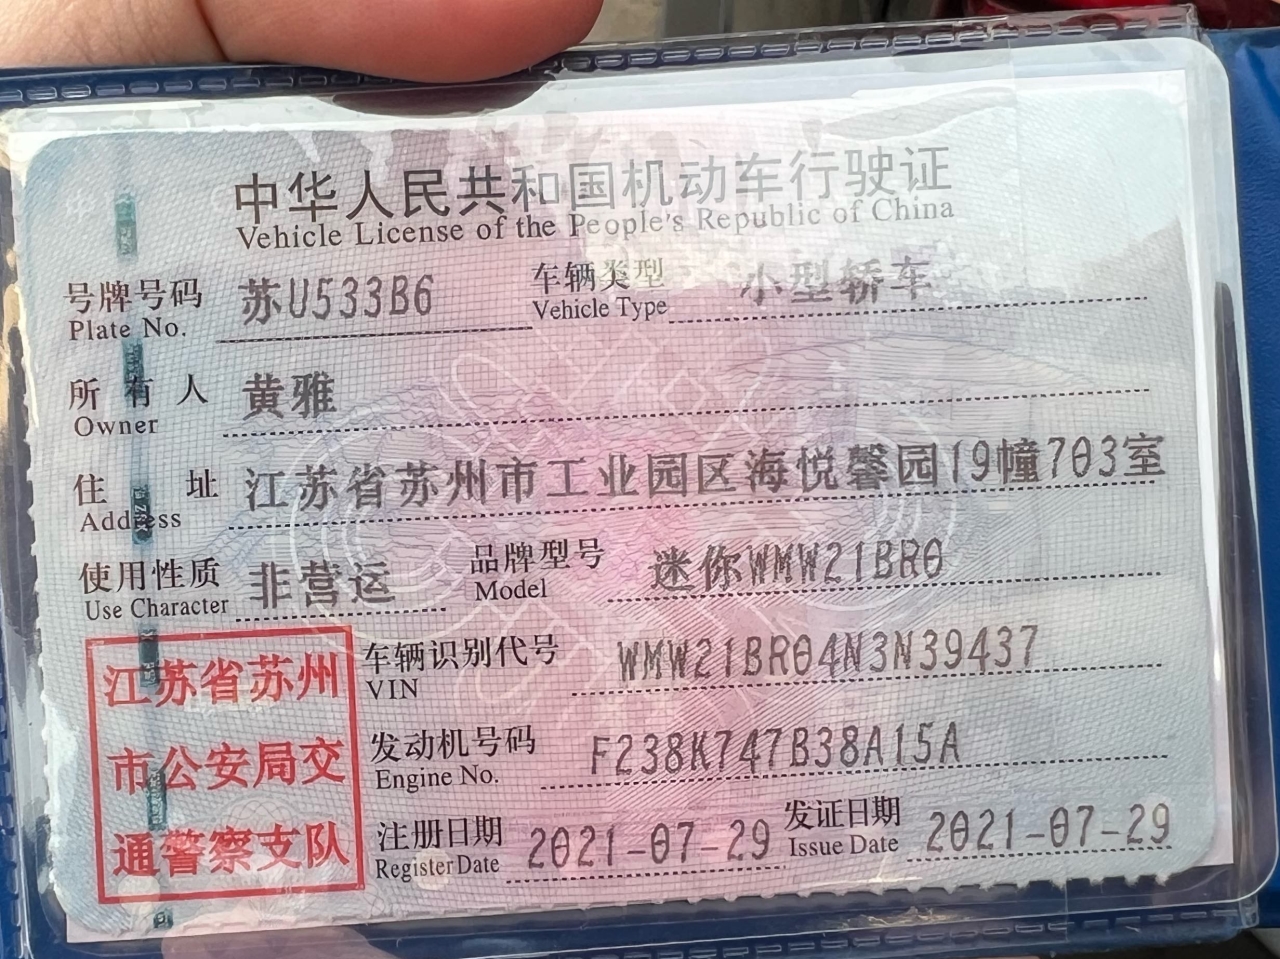 中华人民共和国机动车行驶证
Vehicle License of the People's Republic of China
号牌号码 苏U533B6 车辆类型 小型轿车
Plate No. Vehicle Type
所有人 黄雅
Owner
住址 江苏省苏州市工业园区海悦馨园19幢703室
Address
使用性质 非营运 品牌型号 迷你WMW21BR0
Use Character Model
江苏省苏州
市公安局交
通警察支队
车辆识别代号 WMW21BR04N3N39437
VIN
发动机号码 F238K747B38A15A
Engine No.
注册日期 2021-07-29 发证日期 2021-07-29
Register Date Issue Date